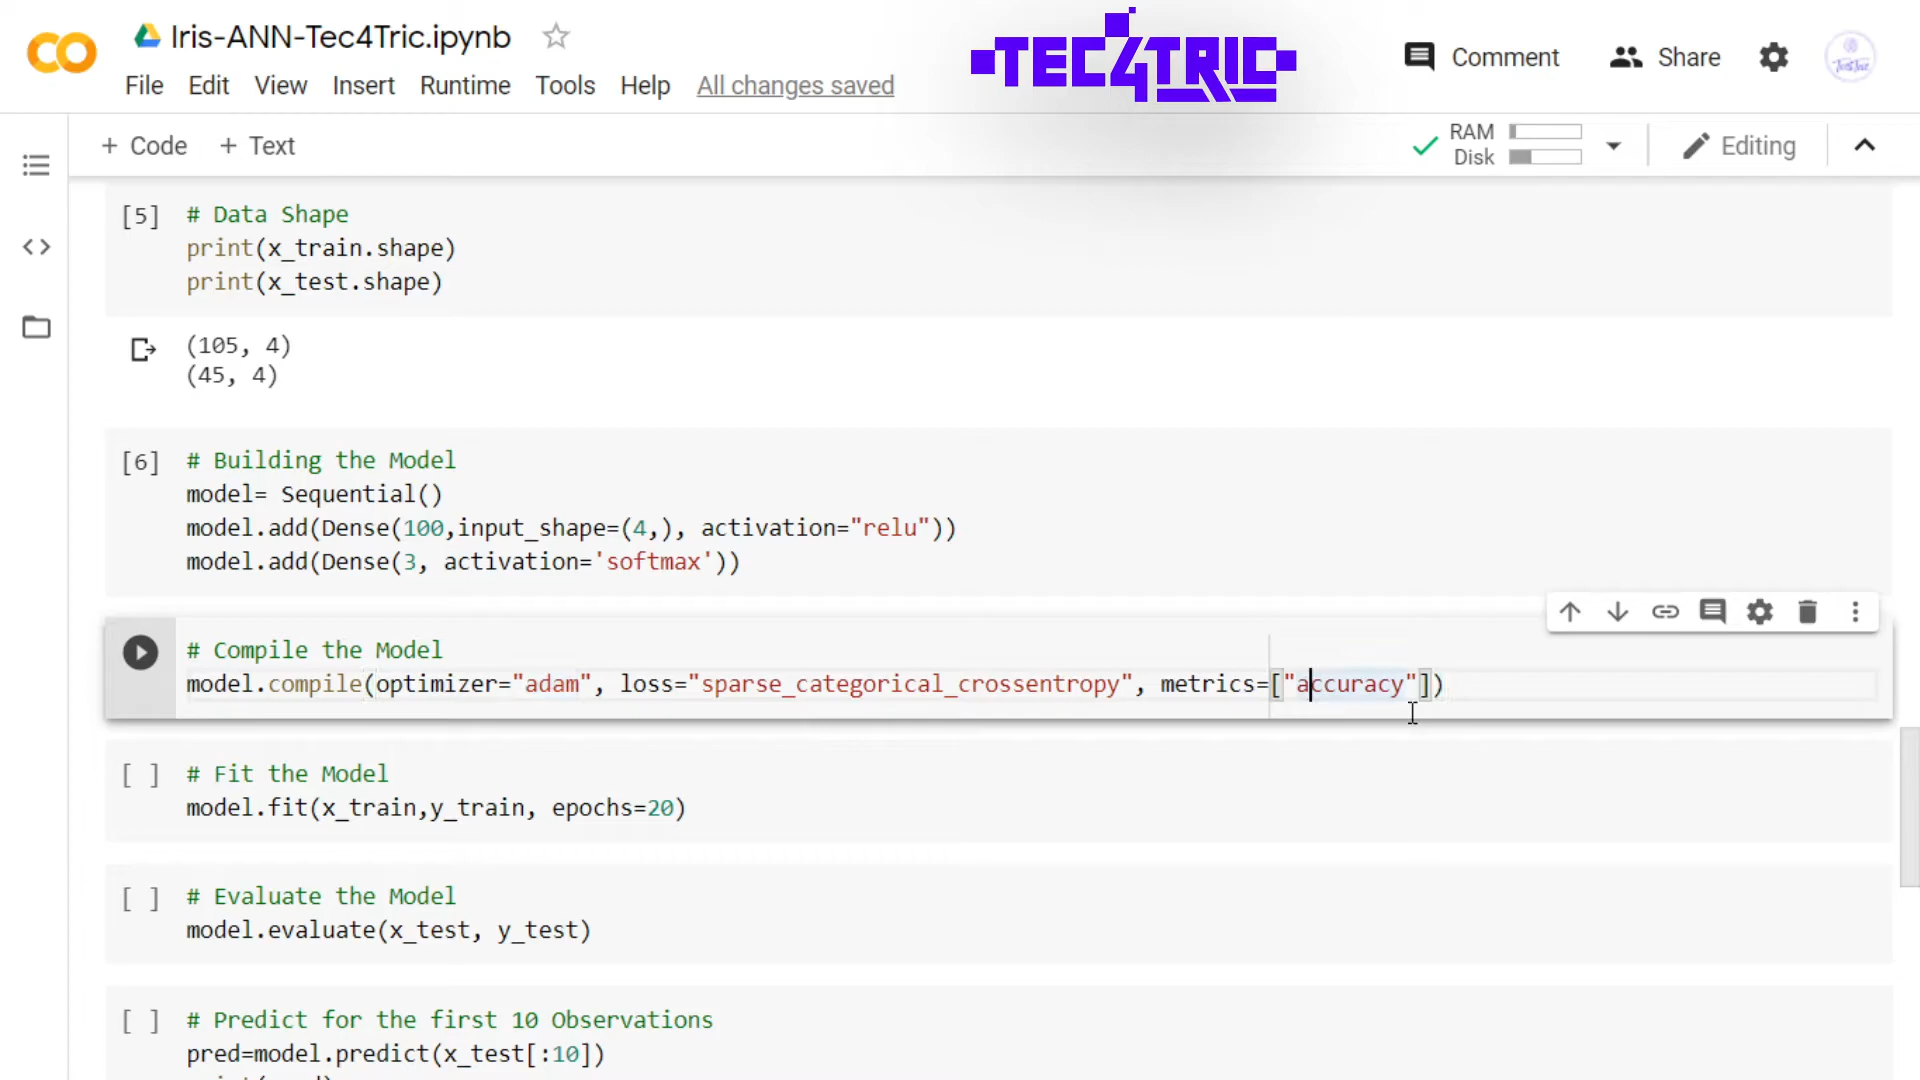 Iris-ANN-Tec4Tric.ipynb
TEC4TRIC
Comment
Share
File Edit View Insert Runtime Tools Help All changes saved
+ Code + Text
RAM
Disk
Editing
[5] # Data Shape
print(x_train.shape)
print(x_test.shape)
(105, 4)
(45, 4)
[6] # Building the Model
model= Sequential()
model.add(Dense(100,input_shape=(4,), activation="relu"))
model.add(Dense(3, activation='softmax'))
# Compile the Model
model.compile(optimizer="adam", loss="sparse_categorical_crossentropy", metrics=["accuracy"])
[ ] # Fit the Model
model.fit(x_train,y_train, epochs=20)
[ ] # Evaluate the Model
model.evaluate(x_test, y_test)
[ ] # Predict for the first 10 Observations
pred=model.predict(x_test[:10])